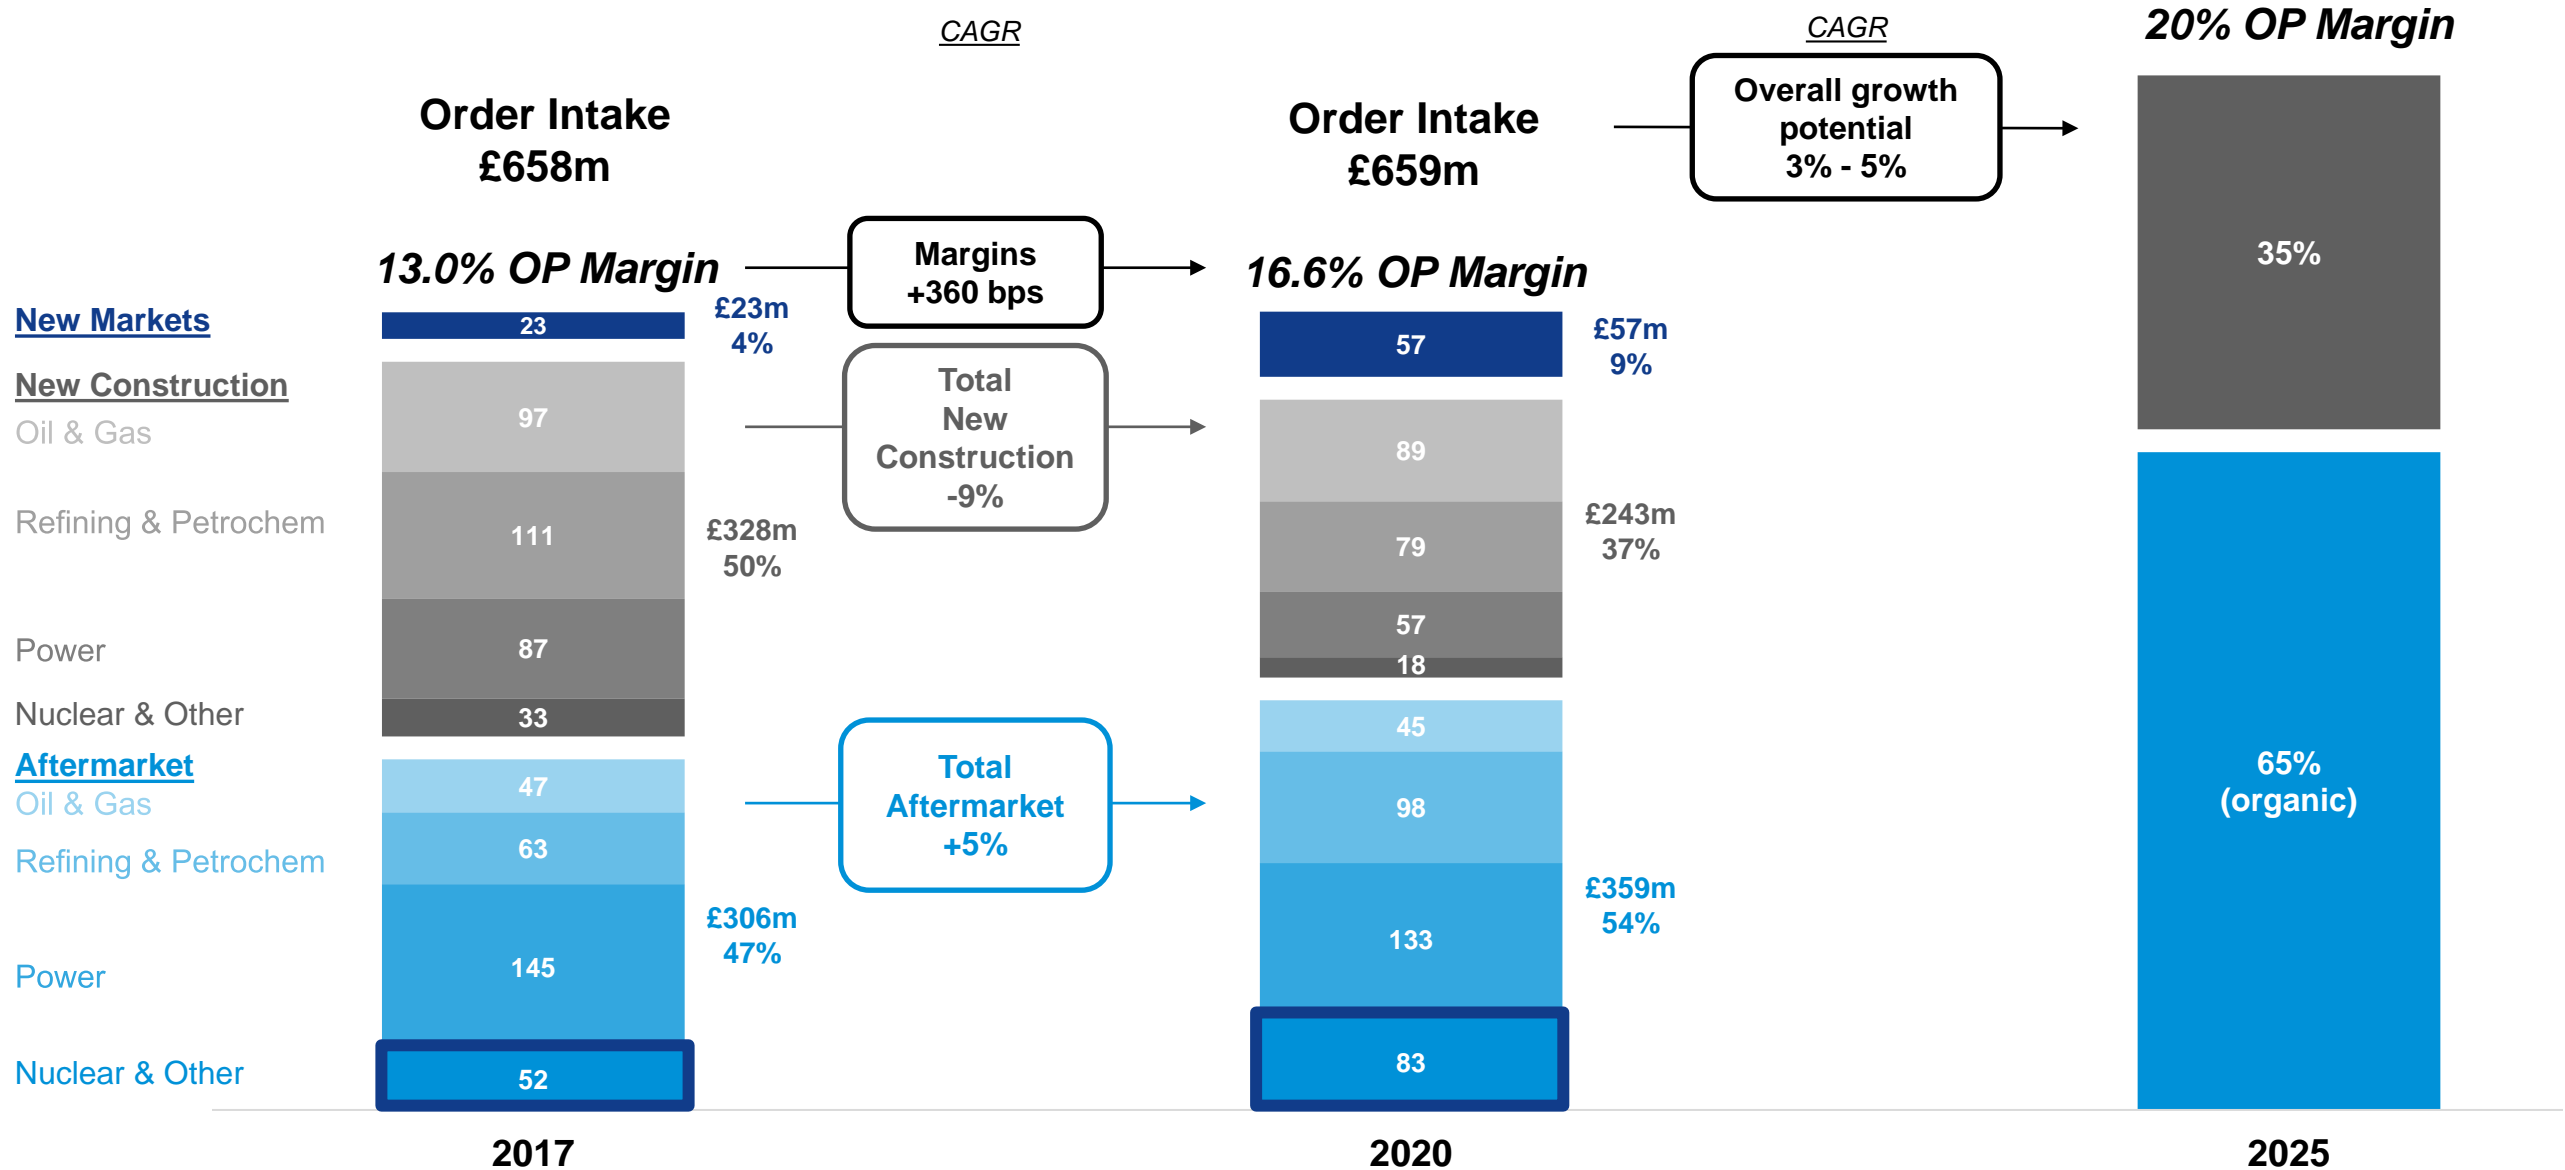 CAGR
CAGR
20% OP Margin
Order Intake
£658m
Order Intake
£659m
Overall growth
potential
3% - 5%
13.0% OP Margin
Margins
+360 bps
16.6% OP Margin
35%
New Markets
23
£23m
4%
57
£57m
9%
New Construction
Oil & Gas
97
Total
New
Construction
-9%
89
Refining & Petrochem
111
£328m
50%
79
£243m
37%
Power
87
57
18
Nuclear & Other
33
Aftermarket
Oil & Gas
47
Total
Aftermarket
+5%
45
65%
(organic)
Refining & Petrochem
63
98
£306m
47%
£359m
54%
Power
145
133
Nuclear & Other
52
83
2017
2020
2025